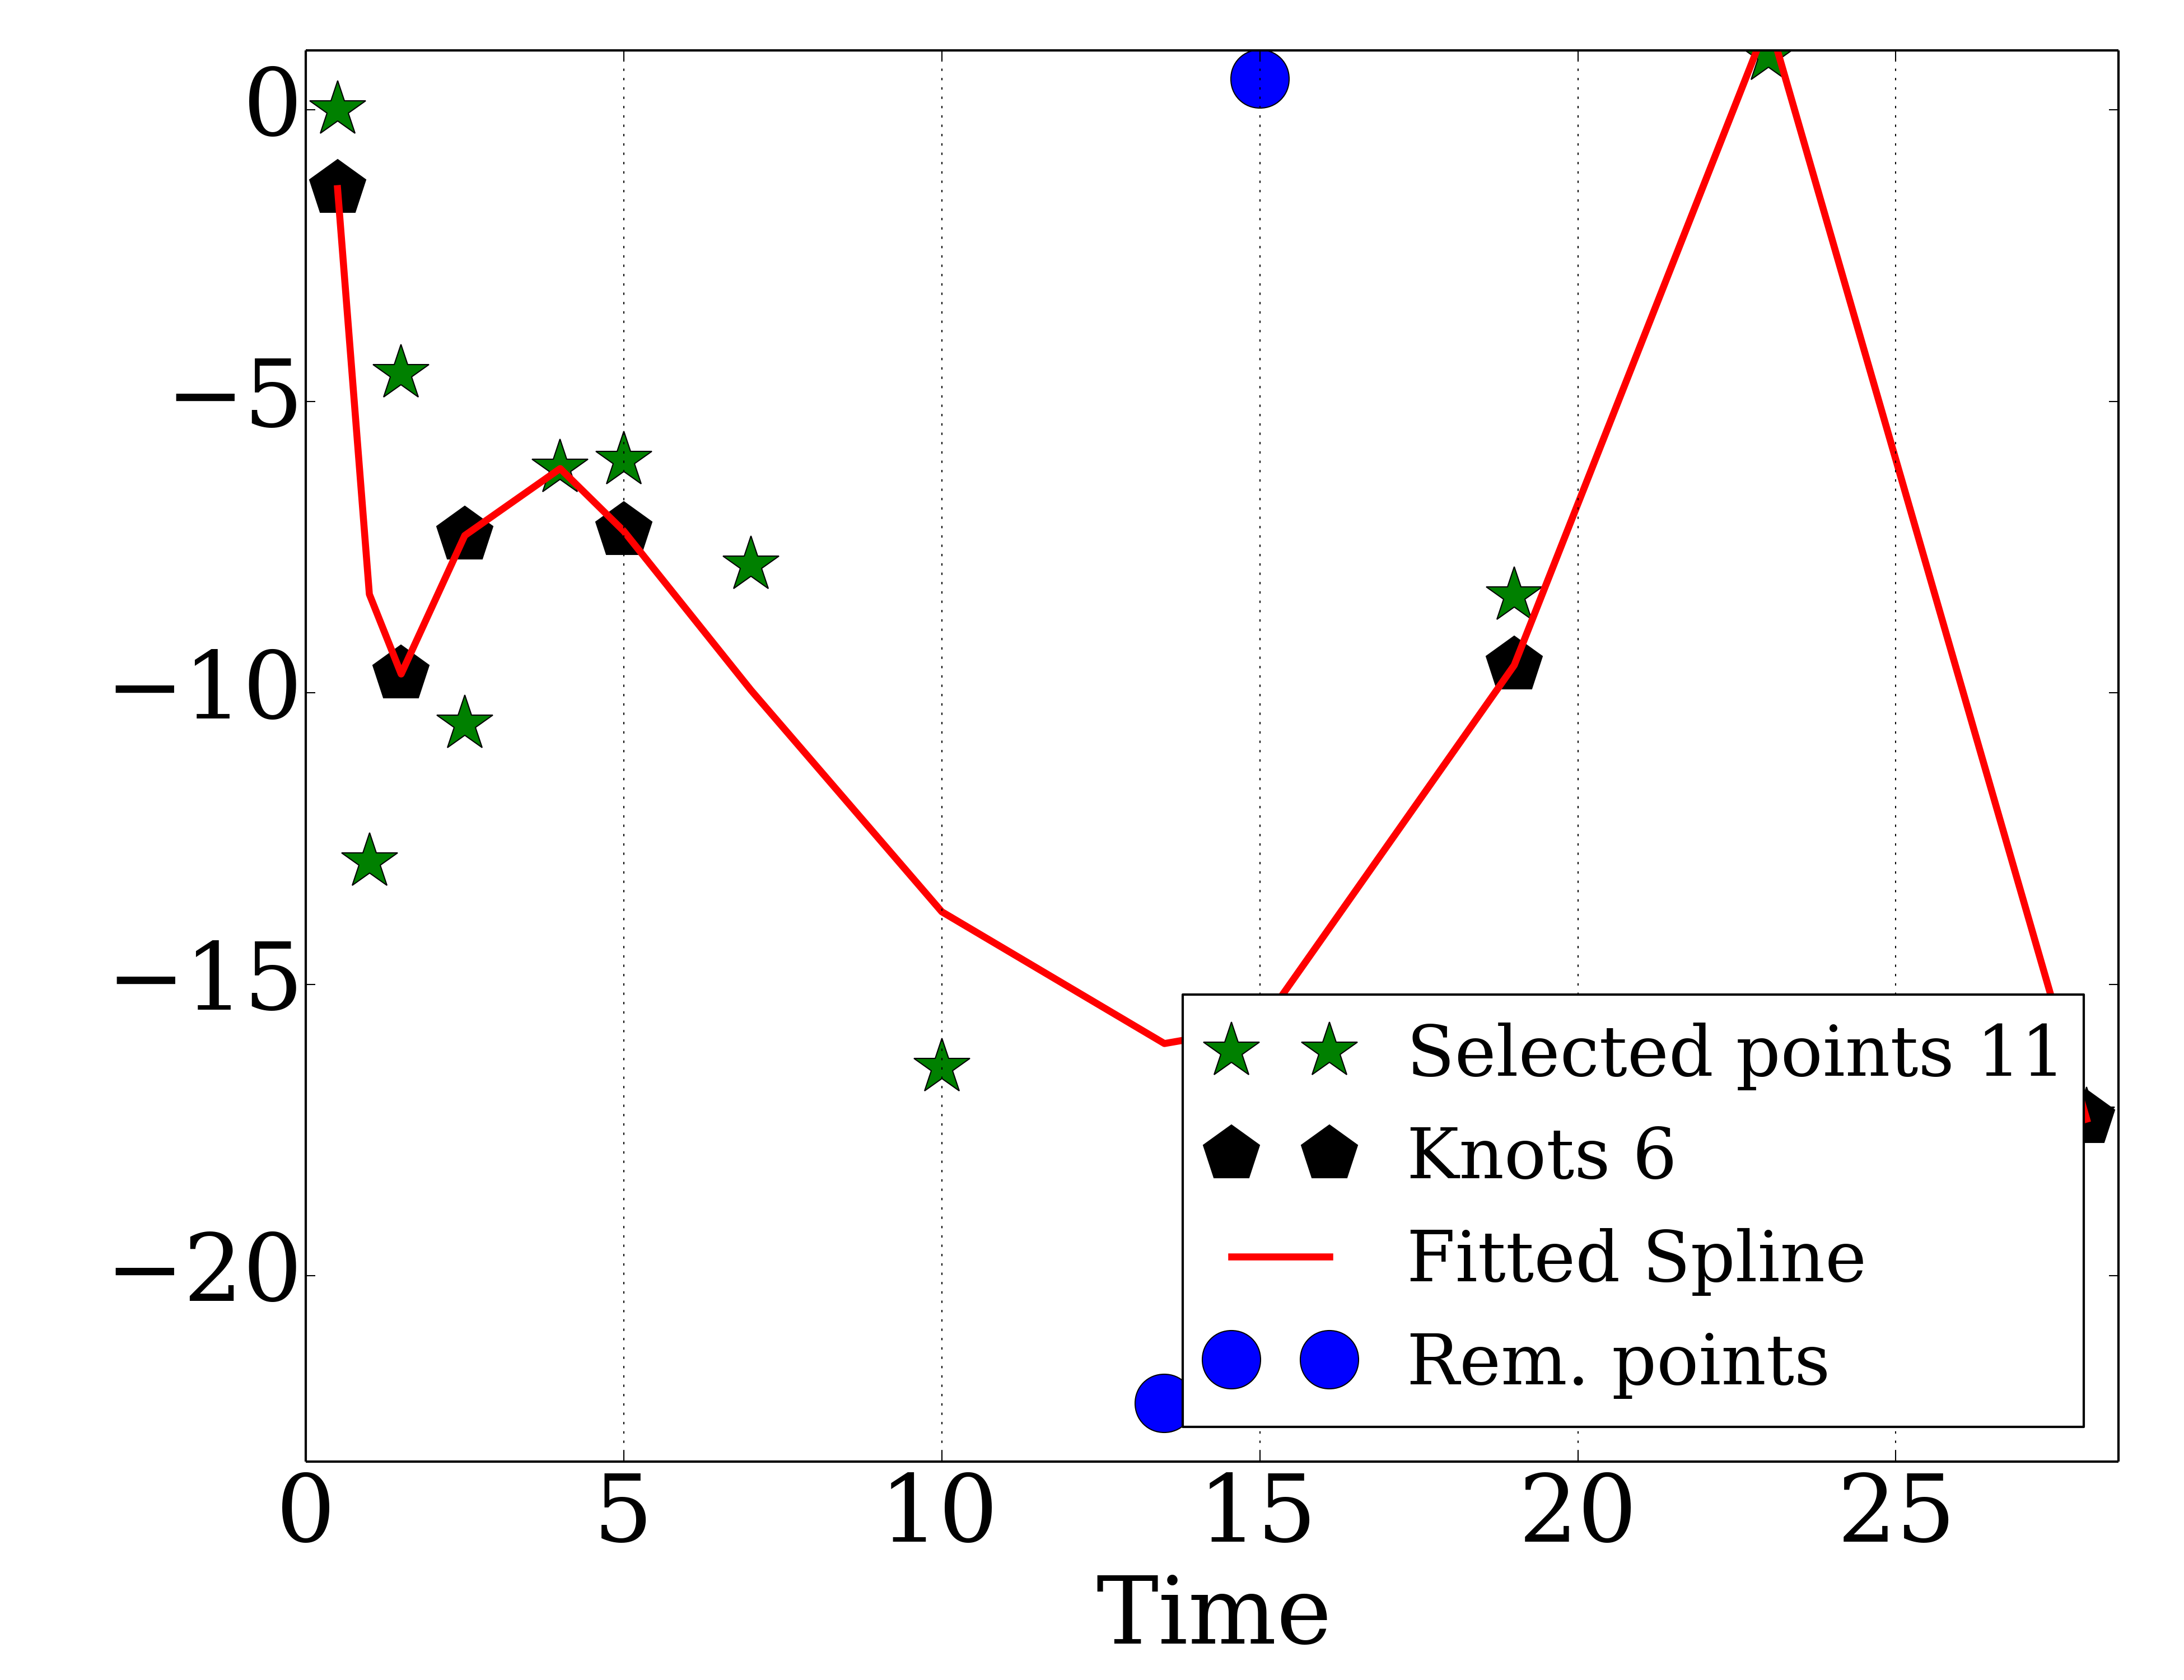 0
−5
−10
−15
−20
Selected points 11
Knots 6
Fitted Spline
Rem. points
0 5 10 15 20 25
Time